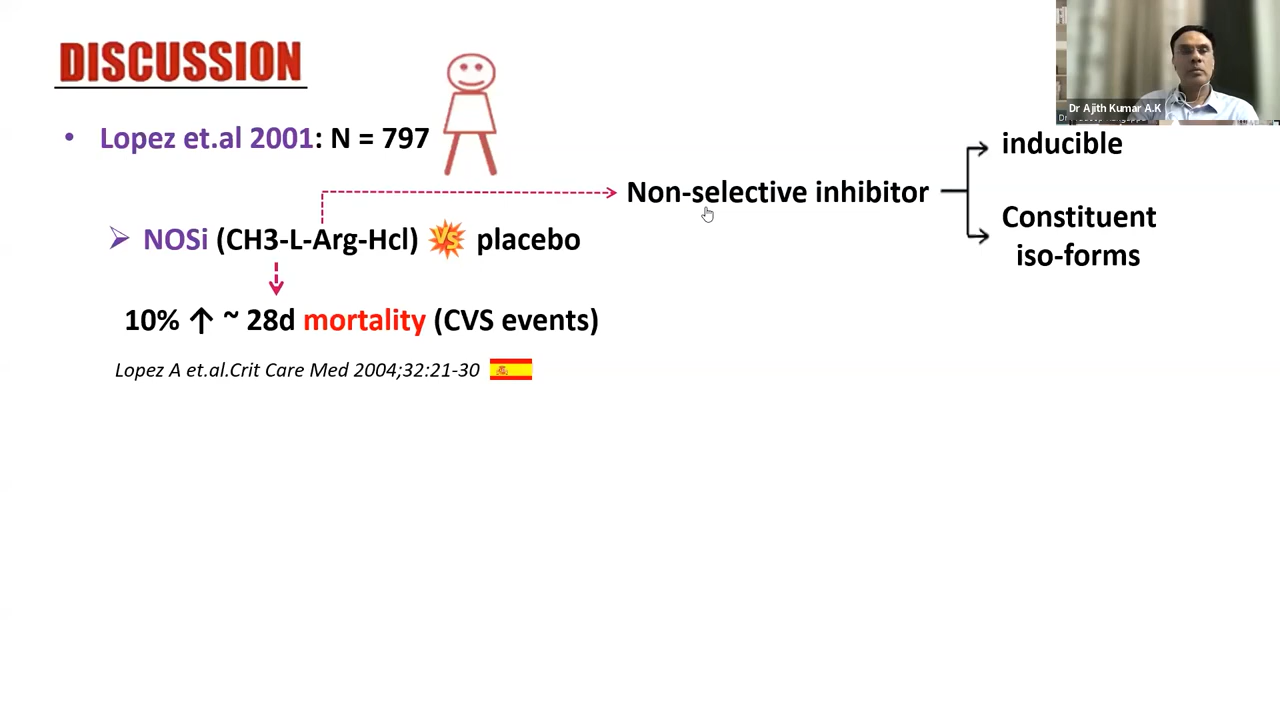 DISCUSSION
• Lopez et.al 2001: N = 797
Non-selective inhibitor
inducible
Constituent
iso-forms
➢ NOSi (CH3-L-Arg-Hcl) VS placebo
10% ↑ ~ 28d mortality (CVS events)
Lopez A et.al.Crit Care Med 2004;32:21-30
Dr Ajith Kumar A.K